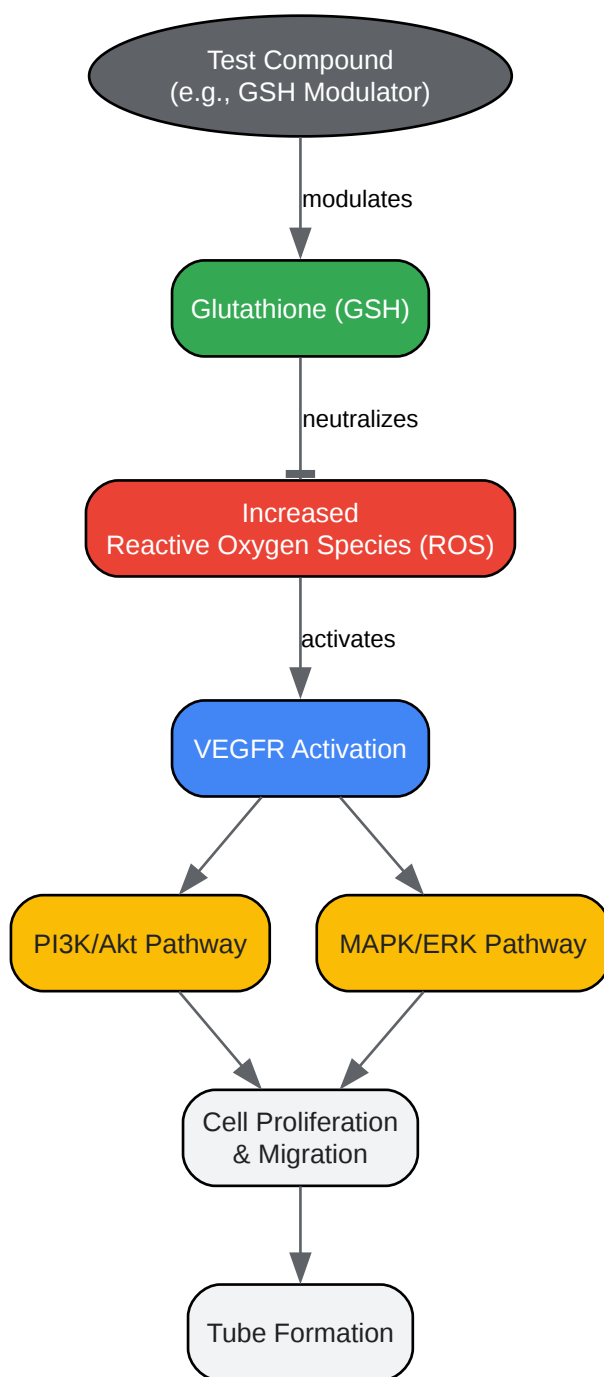 Test Compound
(e.g., GSH Modulator)
modulates
Glutathione (GSH)
neutralizes
Increased
Reactive Oxygen Species (ROS)
activates
VEGFR Activation
PI3K/Akt Pathway
MAPK/ERK Pathway
Cell Proliferation
& Migration
Tube Formation